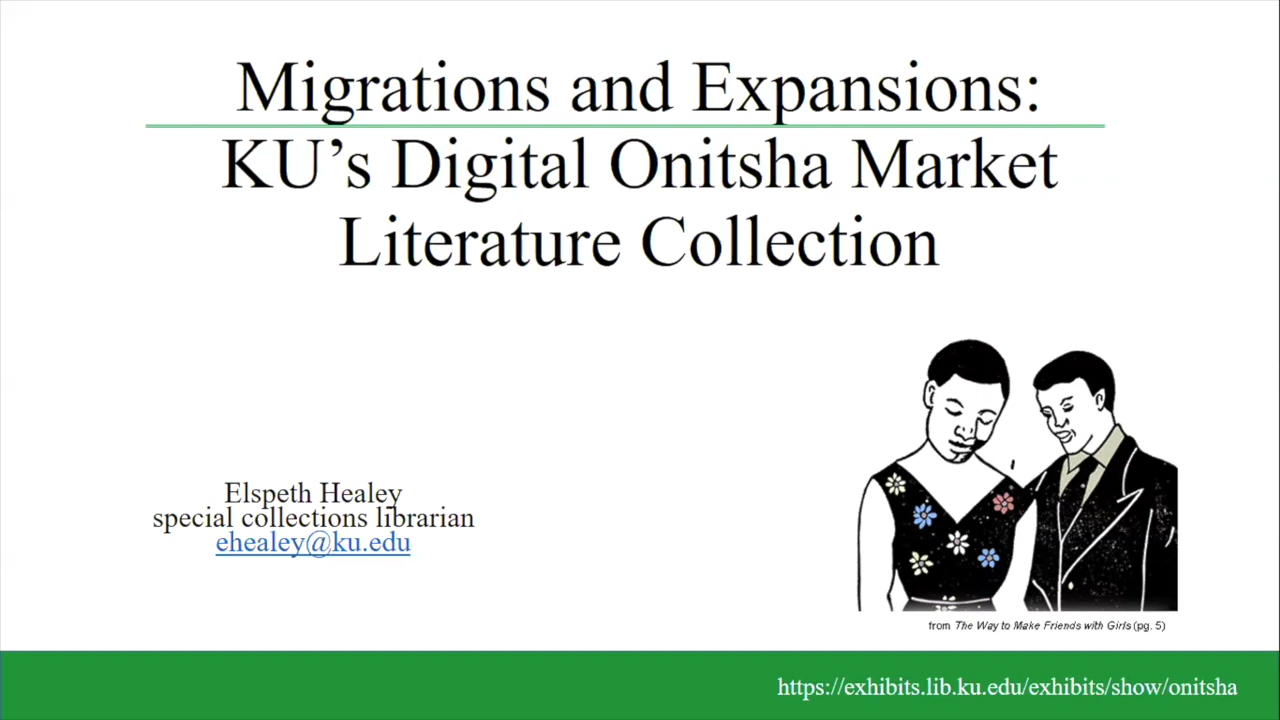 Migrations and Expansions:
KU’s Digital Onitsha Market
Literature Collection
Elspeth Healey
special collections librarian
ehealey@ku.edu
from The Way to Make Friends with Girls (pg. 5)
https://exhibits.lib.ku.edu/exhibits/show/onitsha